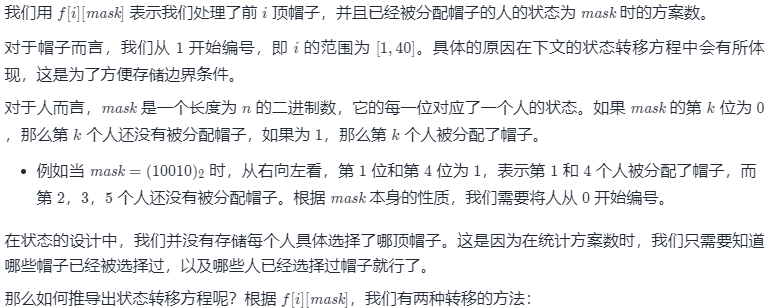 我们用 f[i][mask] 表示我们处理了前 i 顶帽子，并且已经被分配帽子的人的状态为 mask 时的方案数。
对于帽子而言，我们从 1 开始编号，即 i 的范围为 [1, 40]。具体的原因在下文的状态转移方程中会有所体
现，这是为了方便存储边界条件。
对于人而言，mask 是一个长度为 n 的二进制数，它的每一位对应了一个人的状态。如果 mask 的第 k 位为 0
，那么第 k 个人还没有被分配帽子，如果为 1，那么第 k 个人被分配了帽子。
• 例如当 mask = (10010)₂ 时，从右向左看，第 1 位和第 4 位为 1，表示第 1 和 4 个人被分配了帽子，而
第 2，3，5 个人还没有被分配帽子。根据 mask 本身的性质，我们需要将人从 0 开始编号。
在状态的设计中，我们并没有存储每个人具体选择了哪顶帽子。这是因为在统计方案数时，我们只需要知道
哪些帽子已经被选择过，以及哪些人已经选择过帽子就行了。
那么如何推导出状态转移方程呢？根据 f[i][mask]，我们有两种转移的方法：